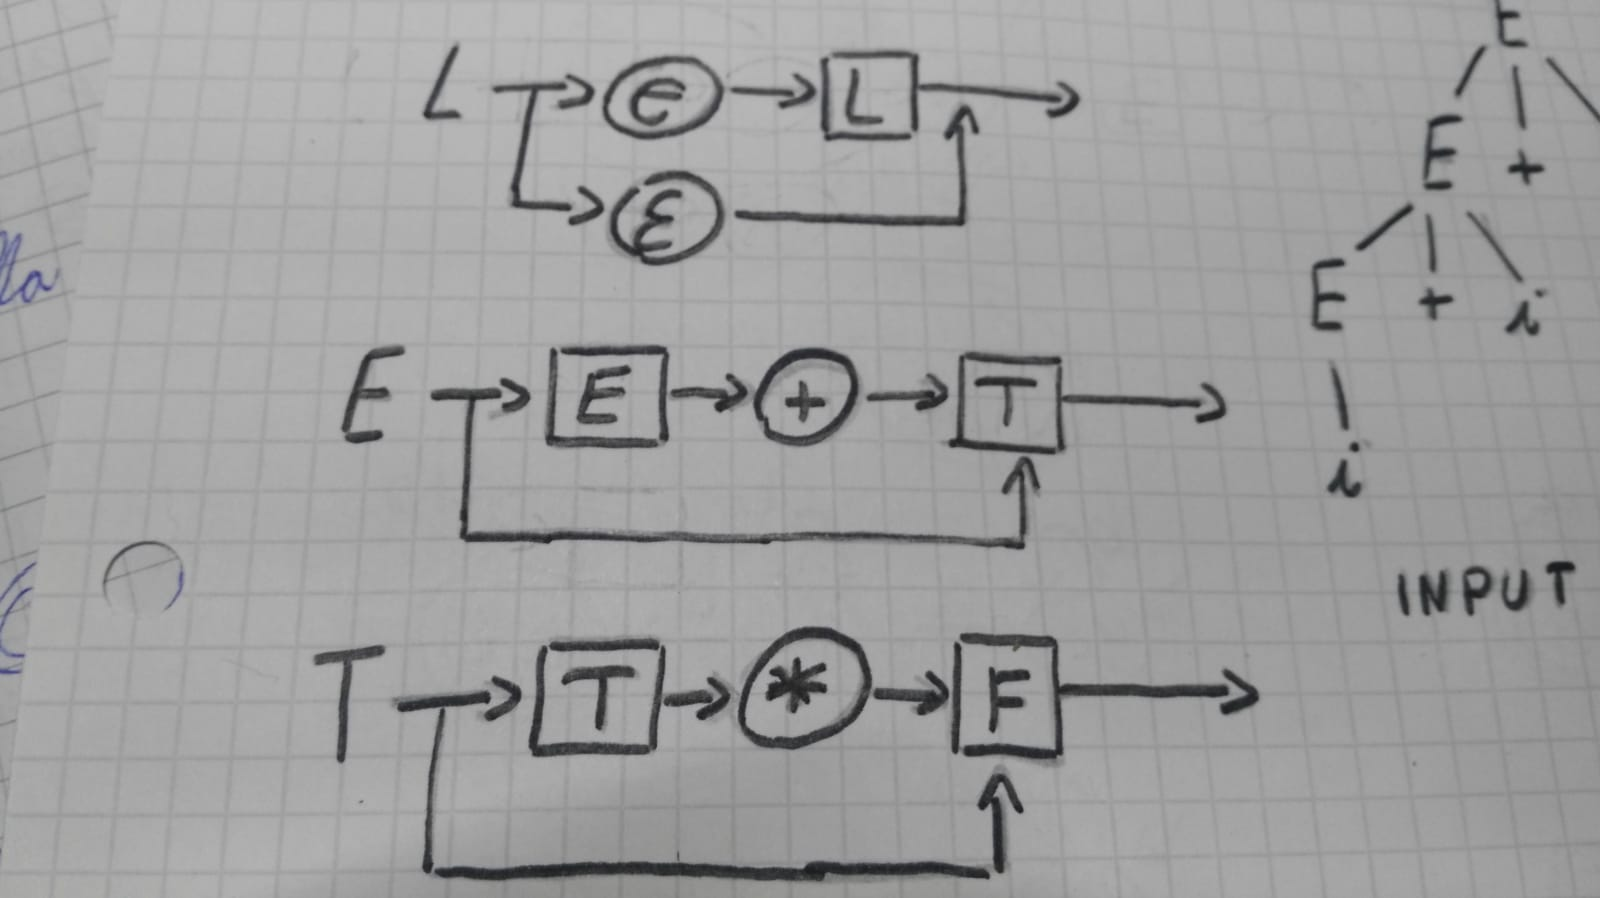 L e L
ε
E E + T
T T * F
E
E +
E + i
i
INPUT